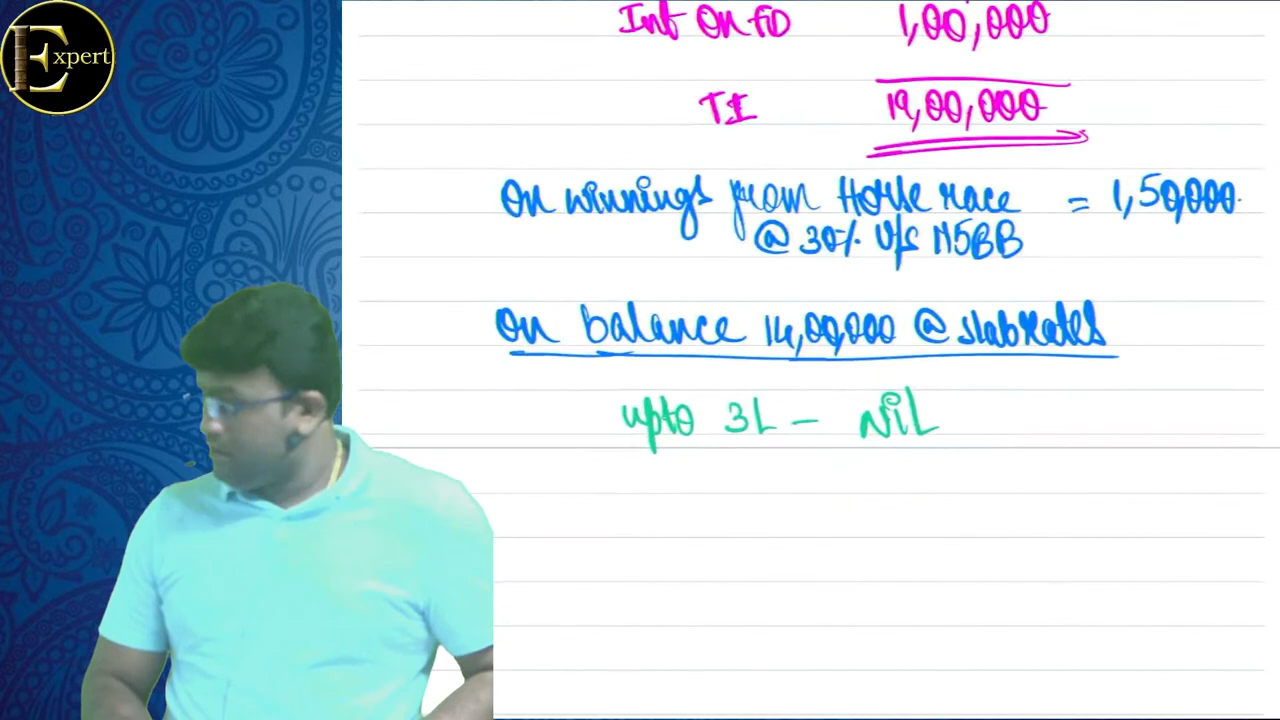 Expert
Int on FD 1,00,000
TI 19,00,000
On winnings from Horse race = 1,50,000.
@ 30% u/s 115BB
On balance 14,00,000 @ slab rates
upto 3L – NIL